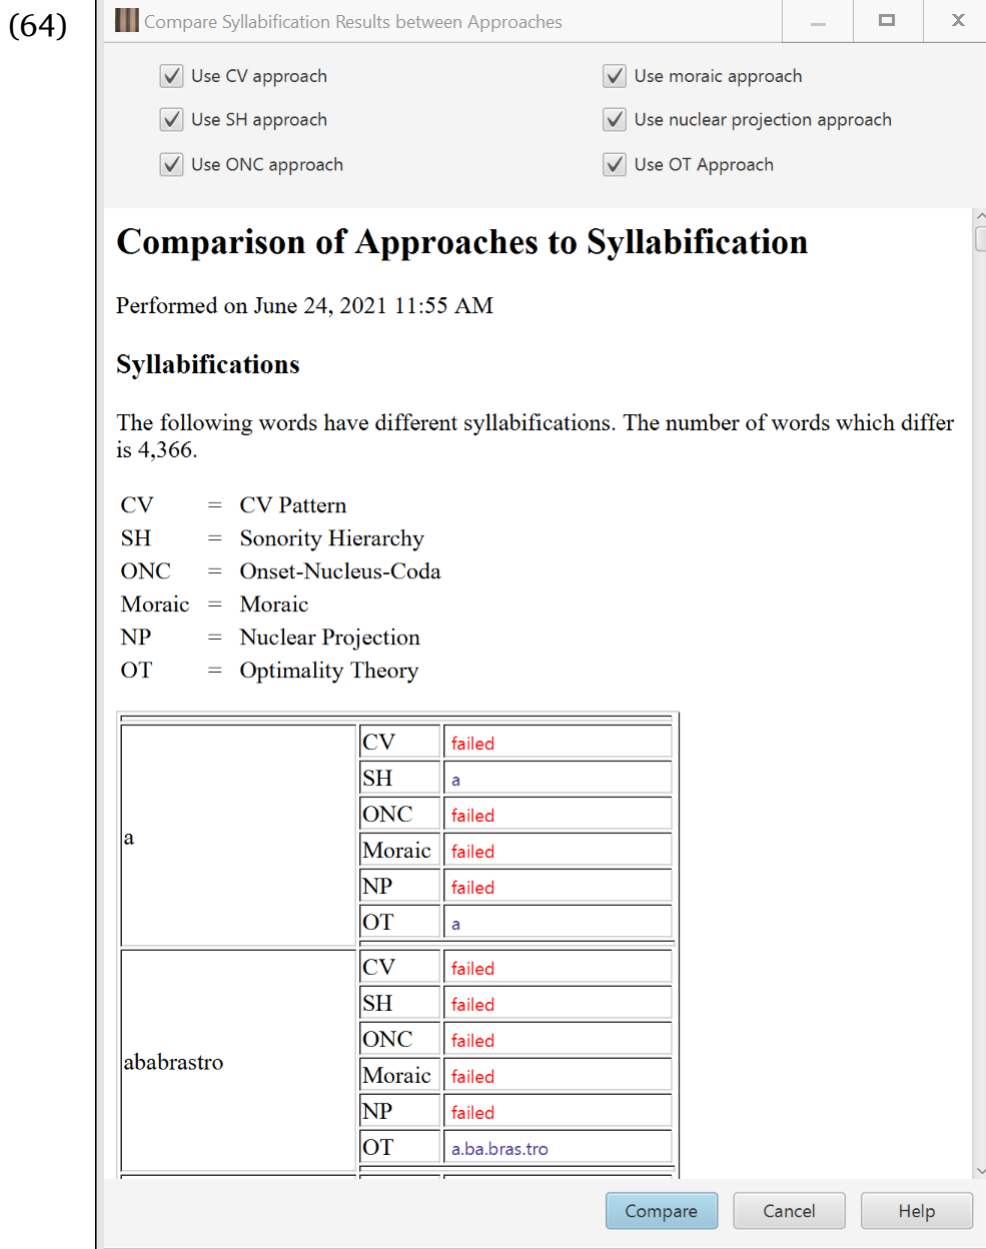 (64)
Compare Syllabification Results between Approaches
Use CV approach
Use moraic approach
Use SH approach
Use nuclear projection approach
Use ONC approach
Use OT Approach
Comparison of Approaches to Syllabification
Performed on June 24, 2021 11:55 AM
Syllabifications
The following words have different syllabifications. The number of words which differ
is 4,366.
CV = CV Pattern
SH = Sonority Hierarchy
ONC = Onset-Nucleus-Coda
Moraic = Moraic
NP = Nuclear Projection
OT = Optimality Theory
a
CV failed
SH a
ONC failed
Moraic failed
NP failed
OT a
ababrastro
CV failed
SH failed
ONC failed
Moraic failed
NP failed
OT a.ba.bras.tro
Compare Cancel Help